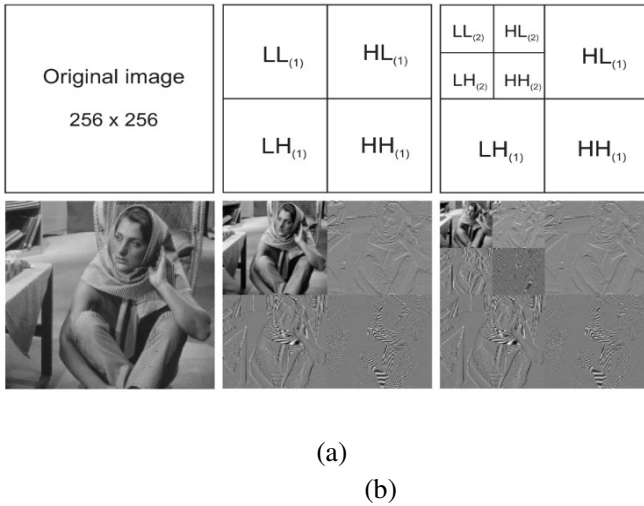 Original image
256 x 256
LL(1) HL(1)
LH(1) HH(1)
LL(2) HL(2)
LH(2) HH(2)
HL(1)
LH(1) HH(1)
(a)
(b)